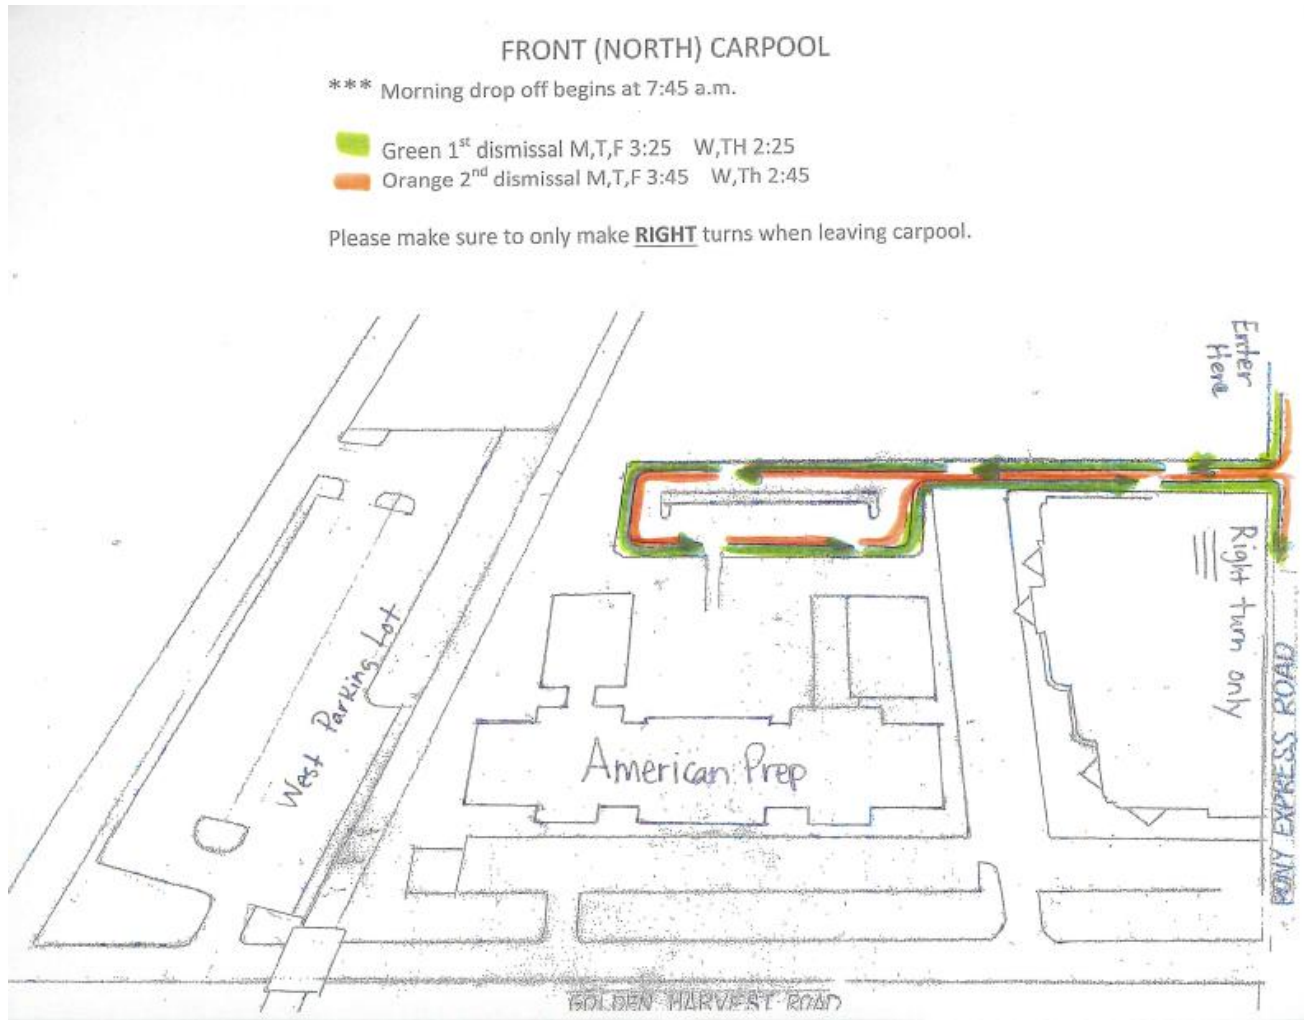 FRONT (NORTH) CARPOOL
*** Morning drop off begins at 7:45 a.m.
Green 1st dismissal M,T,F 3:25 W,TH 2:25
Orange 2nd dismissal M,T,F 3:45 W,Th 2:45
Please make sure to only make RIGHT turns when leaving carpool.
Enter
Here
Right turn only
West Parking Lot
American Prep
PONY EXPRESS ROAD
GOLDEN HARVEST ROAD